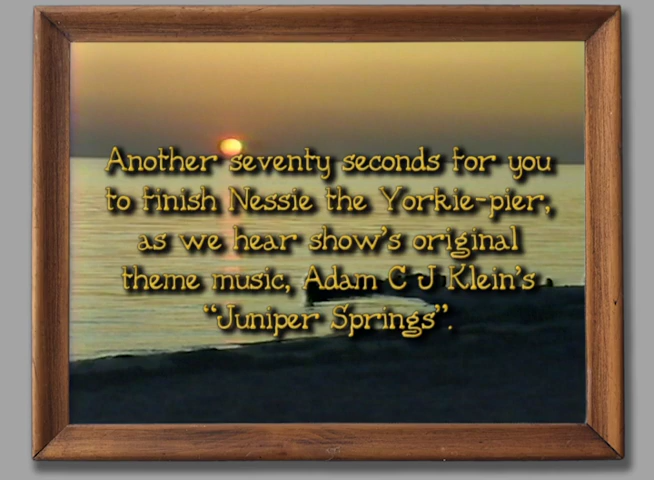 Another seventy seconds for you
to finish Nessie the Yorkie-pier,
as we hear show's original
theme music, Adam C J Klein's
“Juniper Springs”.